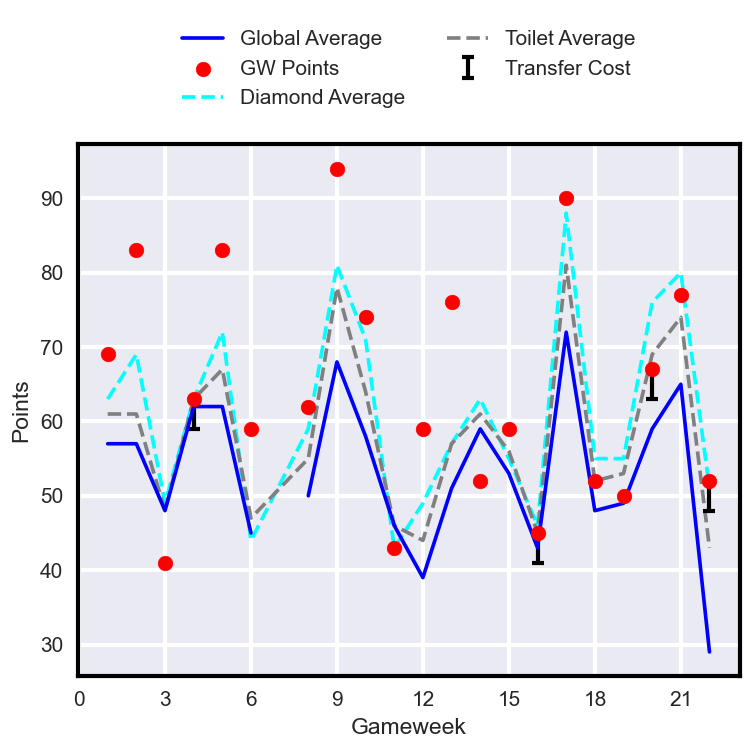 Global Average
GW Points
Diamond Average
Toilet Average
Transfer Cost
Points
90
80
70
60
50
40
30
0 3 6 9 12 15 18 21
Gameweek